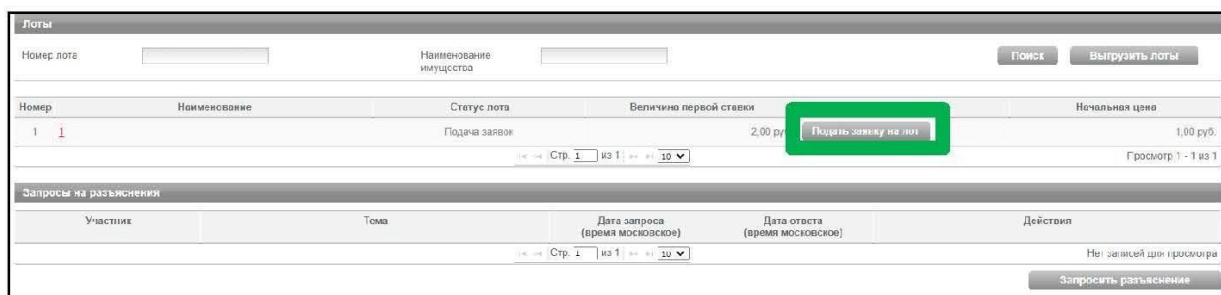 Лоты
Номер лота Наименование имущества Поиск Выгрузить лоты
Номер Наименование Статус лота Величина первой ставки Начальная цена
1 1 Подача заявок 2,00 руб Подать заявку на лот 1,00 руб.
Стр. 1 из 1 10 Просмотр 1 - 1 из 1
Запросы на разъяснения
Участник Тема Дата запроса (время московское) Дата ответа (время московское) Действия
Стр. 1 из 1 10 Нет записей для просмотра
Запросить разъяснение